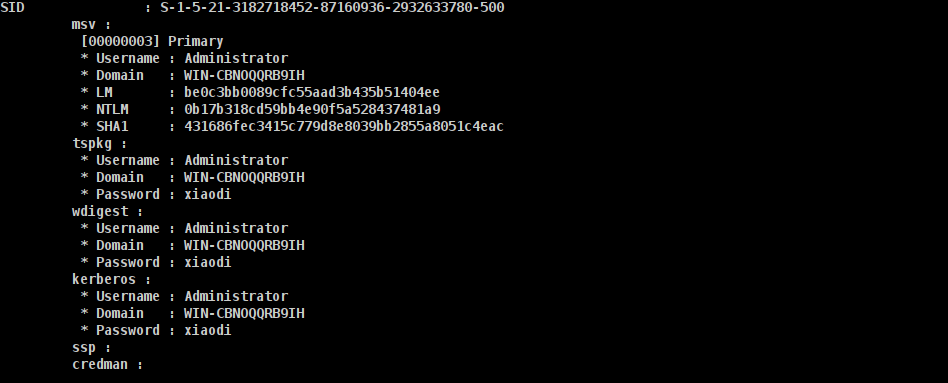 SID               : S-1-5-21-3182718452-87160936-2932633780-500
msv :
[00000003] Primary
* Username : Administrator
* Domain   : WIN-CBNOQQRB9IH
* LM       : be0c3bb0089cfc55aad3b435b51404ee
* NTLM     : 0b17b318cd59bb4e90f5a528437481a9
* SHA1     : 431686fec3415c779d8e8039bb2855a8051c4eac
tspkg :
* Username : Administrator
* Domain   : WIN-CBNOQQRB9IH
* Password : xiaodi
wdigest :
* Username : Administrator
* Domain   : WIN-CBNOQQRB9IH
* Password : xiaodi
kerberos :
* Username : Administrator
* Domain   : WIN-CBNOQQRB9IH
* Password : xiaodi
ssp :
credman :